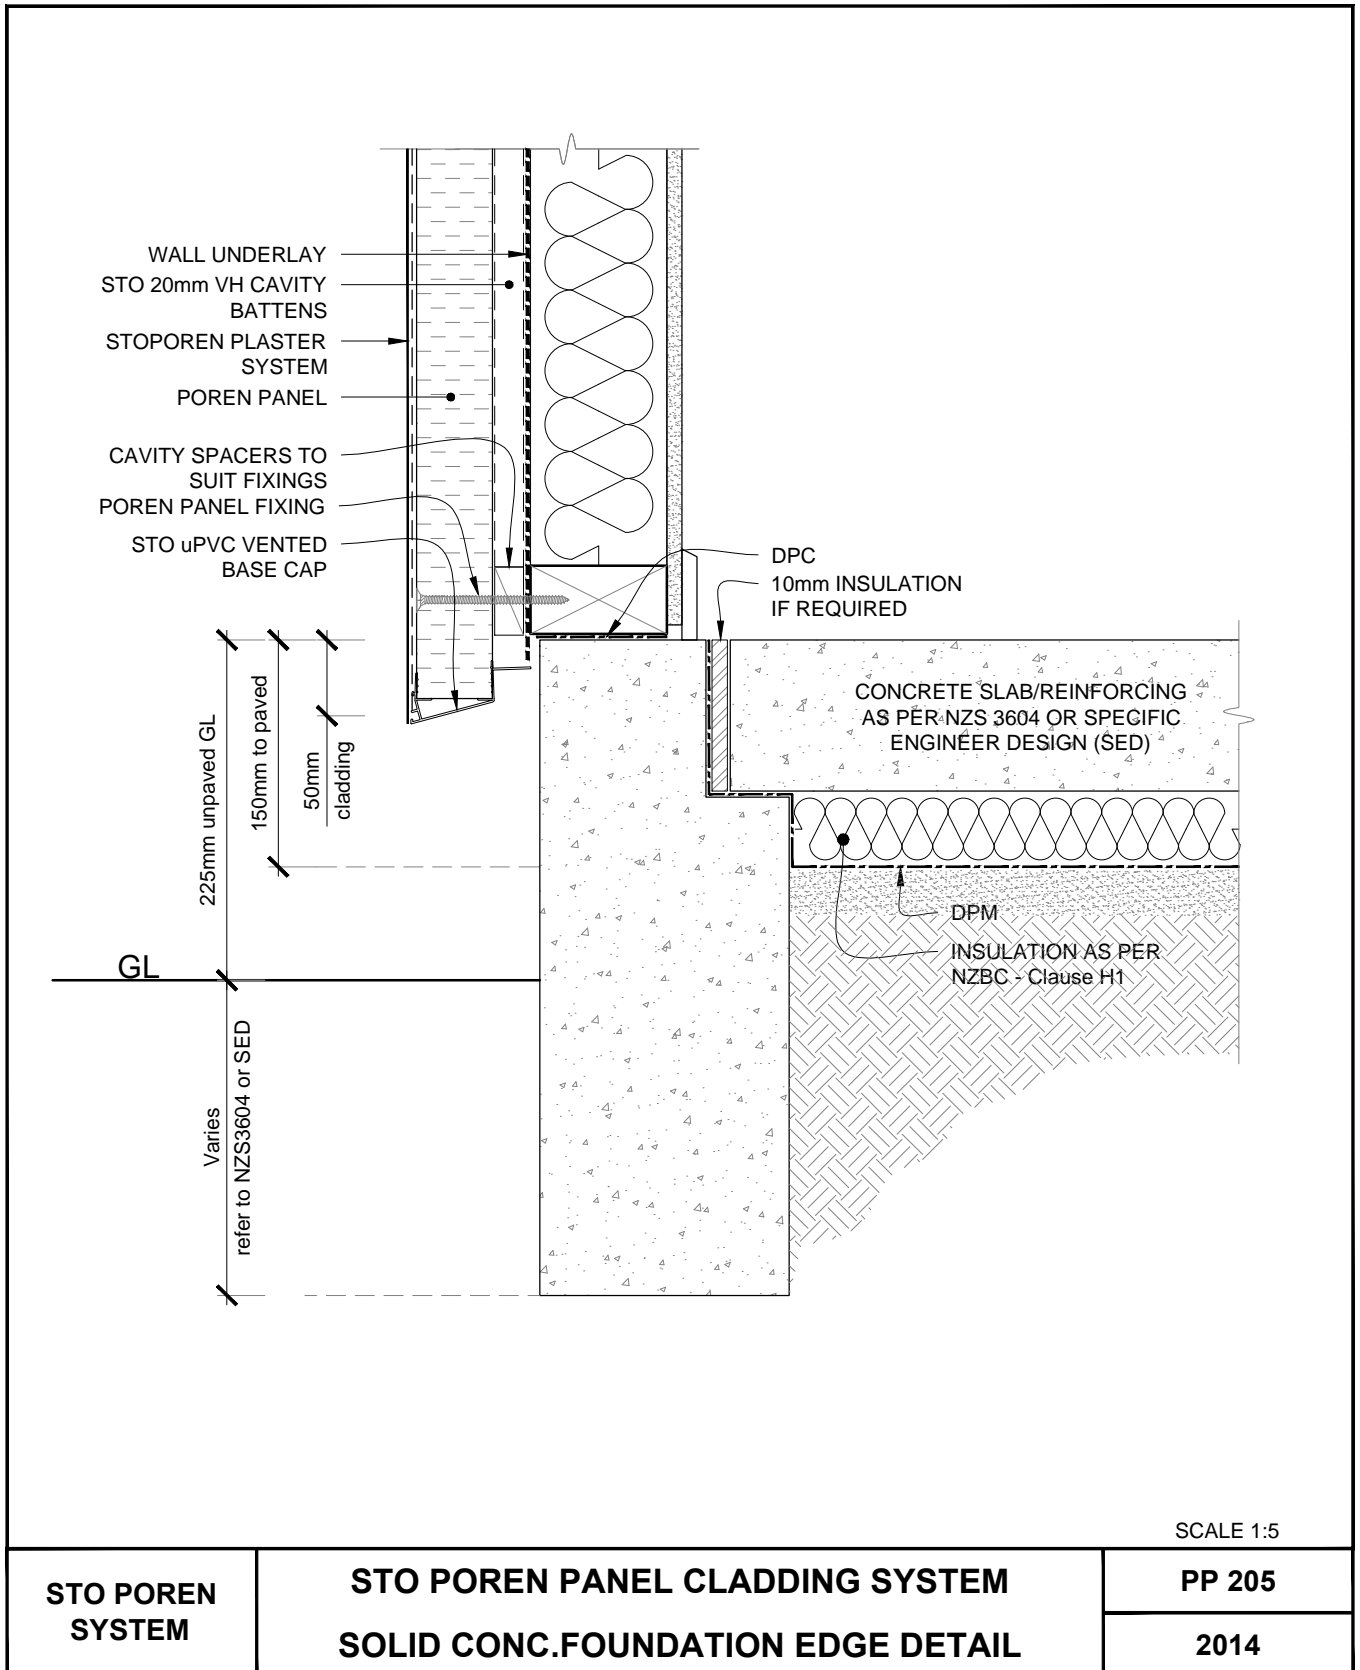 WALL UNDERLAY
STO 20mm VH CAVITY
BATTENS
STOPOREN PLASTER
SYSTEM
POREN PANEL
CAVITY SPACERS TO
SUIT FIXINGS
POREN PANEL FIXING
STO uPVC VENTED
BASE CAP
DPC
10mm INSULATION
IF REQUIRED
CONCRETE SLAB/REINFORCING
AS PER NZS 3604 OR SPECIFIC
ENGINEER DESIGN (SED)
225mm unpaved GL
150mm to paved
50mm
cladding
DPM
INSULATION AS PER
NZBC - Clause H1
GL
Varies
refer to NZS3604 or SED
SCALE 1:5
STO POREN
SYSTEM
STO POREN PANEL CLADDING SYSTEM
SOLID CONC.FOUNDATION EDGE DETAIL
PP 205
2014